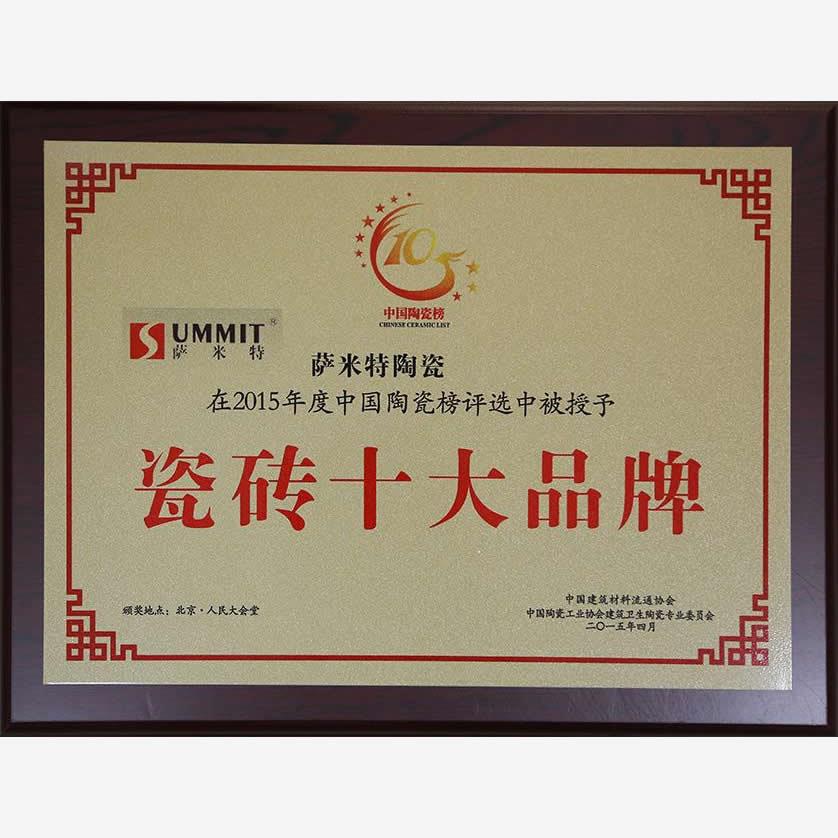 105
中国陶瓷榜
CHINESE CERAMIC LIST
SUMMIT®
萨米特
萨米特陶瓷
在2015年度中国陶瓷榜评选中被授予
瓷砖十大品牌
颁奖地点：北京·人民大会堂
中国建筑材料流通协会
中国陶瓷工业协会建筑卫生陶瓷专业委员会
二〇一五年四月